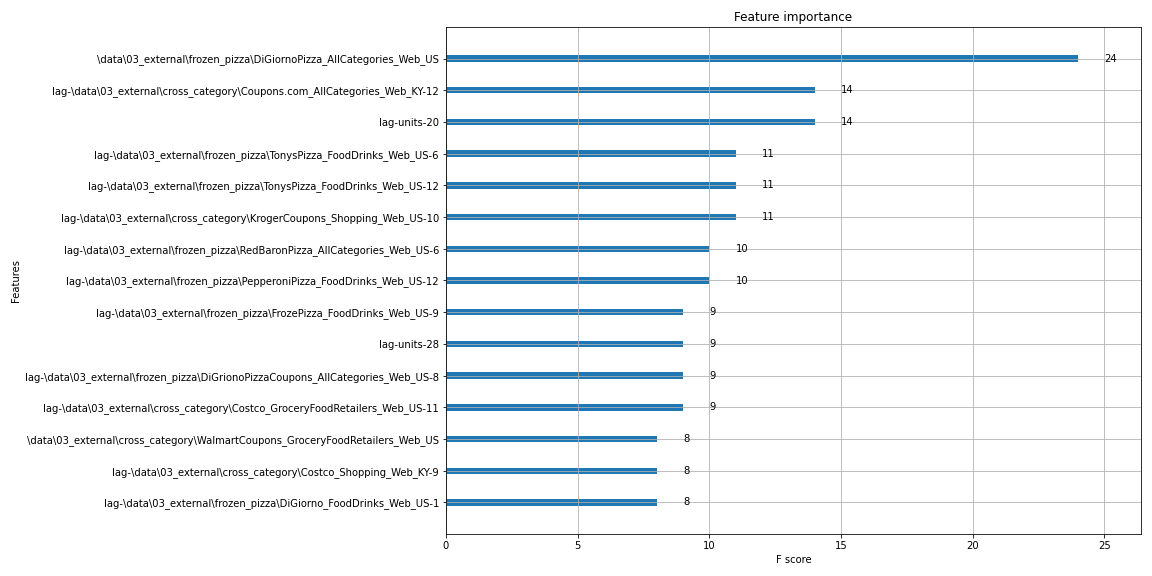 Feature importance
\data\03_external\frozen_pizza\DiGiornoPizza_AllCategories_Web_US 24
lag-\data\03_external\cross_category\Coupons.com_AllCategories_Web_KY-12 14
lag-units-20 14
lag-\data\03_external\frozen_pizza\TonysPizza_FoodDrinks_Web_US-6 11
lag-\data\03_external\frozen_pizza\TonysPizza_FoodDrinks_Web_US-12 11
lag-\data\03_external\cross_category\KrogerCoupons_Shopping_Web_US-10 11
lag-\data\03_external\frozen_pizza\RedBaronPizza_AllCategories_Web_US-6 10
lag-\data\03_external\frozen_pizza\PepperoniPizza_FoodDrinks_Web_US-12 10
lag-\data\03_external\frozen_pizza\FrozePizza_FoodDrinks_Web_US-9 9
lag-units-28 9
lag-\data\03_external\frozen_pizza\DiGrionoPizzaCoupons_AllCategories_Web_US-8 9
lag-\data\03_external\cross_category\Costco_GroceryFoodRetailers_Web_US-11 9
\data\03_external\cross_category\WalmartCoupons_GroceryFoodRetailers_Web_US 8
lag-\data\03_external\cross_category\Costco_Shopping_Web_KY-9 8
lag-\data\03_external\frozen_pizza\DiGiorno_FoodDrinks_Web_US-1 8
Features
0 5 10 15 20 25
F score